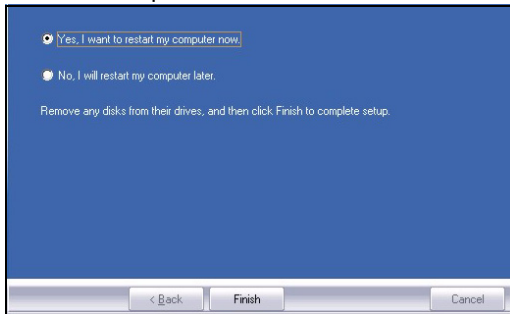 Yes, I want to restart my computer now.
No, I will restart my computer later.
Remove any disks from their drives, and then click Finish to complete setup.
< Back Finish Cancel